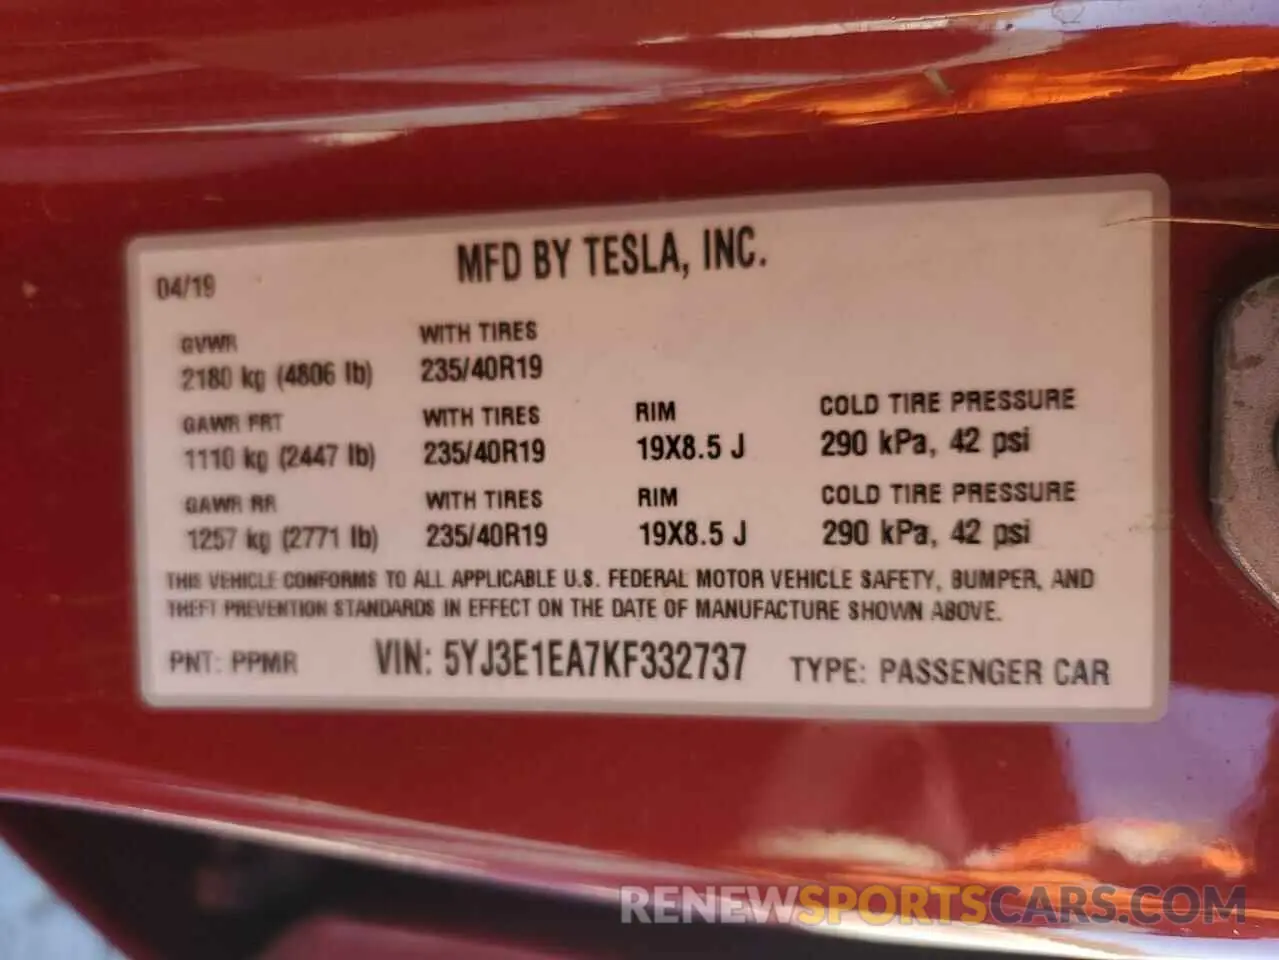 MFD BY TESLA, INC.
04/19
GVWR WITH TIRES
2180 kg (4806 lb) 235/40R19
GAWR FRT WITH TIRES RIM COLD TIRE PRESSURE
1110 kg (2447 lb) 235/40R19 19X8.5 J 290 kPa, 42 psi
GAWR RR WITH TIRES RIM COLD TIRE PRESSURE
1257 kg (2771 lb) 235/40R19 19X8.5 J 290 kPa, 42 psi
THIS VEHICLE CONFORMS TO ALL APPLICABLE U.S. FEDERAL MOTOR VEHICLE SAFETY, BUMPER, AND
THEFT PREVENTION STANDARDS IN EFFECT ON THE DATE OF MANUFACTURE SHOWN ABOVE.
PNT: PPMR VIN: 5YJ3E1EA7KF332737 TYPE: PASSENGER CAR
RENEWSPORTSCARS.COM